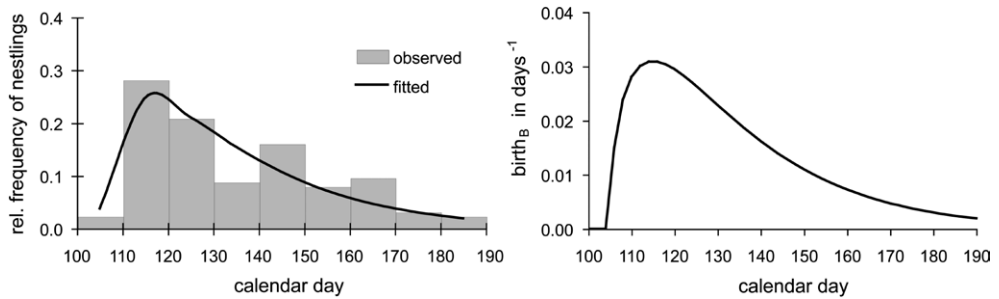 rel. frequency of nestlings
0.4
0.3
0.2
0.1
0.0
observed
fitted
100 110 120 130 140 150 160 170 180 190
calendar day
birth_B in days^-1
0.04
0.03
0.02
0.01
0.00
100 110 120 130 140 150 160 170 180 190
calendar day